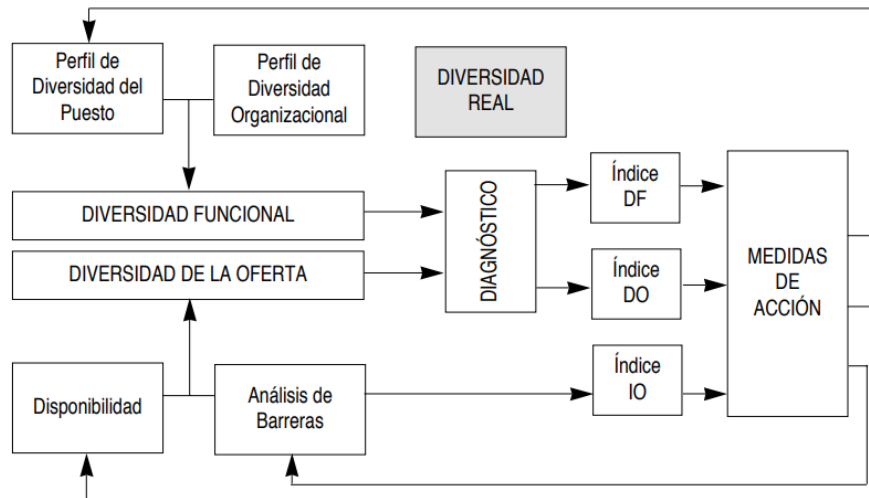 Perfil de
Diversidad del
Puesto
Perfil de
Diversidad
Organizacional
DIVERSIDAD
REAL
DIVERSIDAD FUNCIONAL
DIVERSIDAD DE LA OFERTA
DIAGNÓSTICO
Índice
DF
Índice
DO
Índice
IO
MEDIDAS
DE
ACCIÓN
Disponibilidad
Análisis de
Barreras